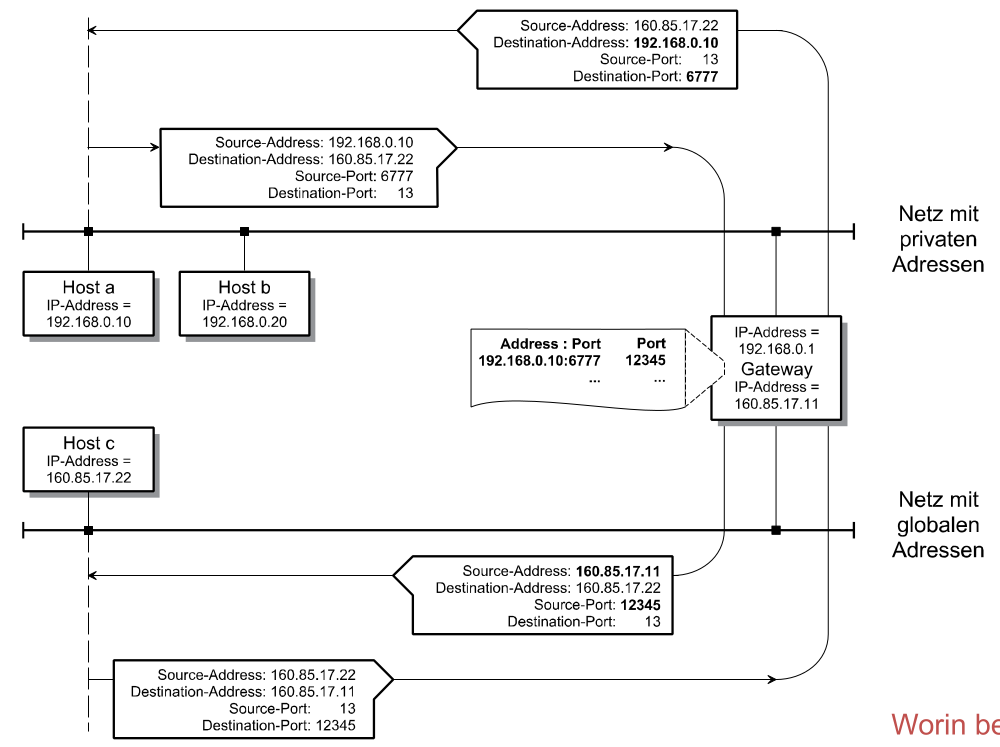 Source-Address: 160.85.17.22
Destination-Address: 192.168.0.10
Source-Port: 13
Destination-Port: 6777
Source-Address: 192.168.0.10
Destination-Address: 160.85.17.22
Source-Port: 6777
Destination-Port: 13
Netz mit
privaten
Adressen
Host a
IP-Address =
192.168.0.10
Host b
IP-Address =
192.168.0.20
Address : Port Port
192.168.0.10:6777 12345
... ...
IP-Address =
192.168.0.1
Gateway
IP-Address =
160.85.17.11
Host c
IP-Address =
160.85.17.22
Netz mit
globalen
Adressen
Source-Address: 160.85.17.11
Destination-Address: 160.85.17.22
Source-Port: 12345
Destination-Port: 13
Source-Address: 160.85.17.22
Destination-Address: 160.85.17.11
Source-Port: 13
Destination-Port: 12345
Worin be